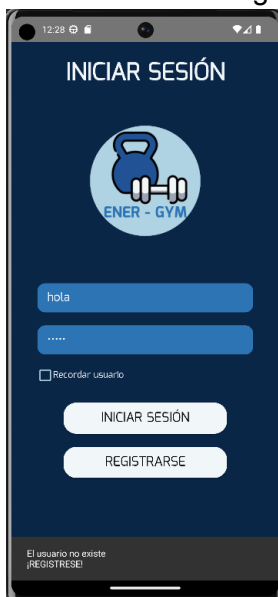 12:28
INICIAR SESIÓN
ENER - GYM
hola
.....
Recordar usuario
INICIAR SESIÓN
REGISTRARSE
El usuario no existe
¡REGISTRESE!